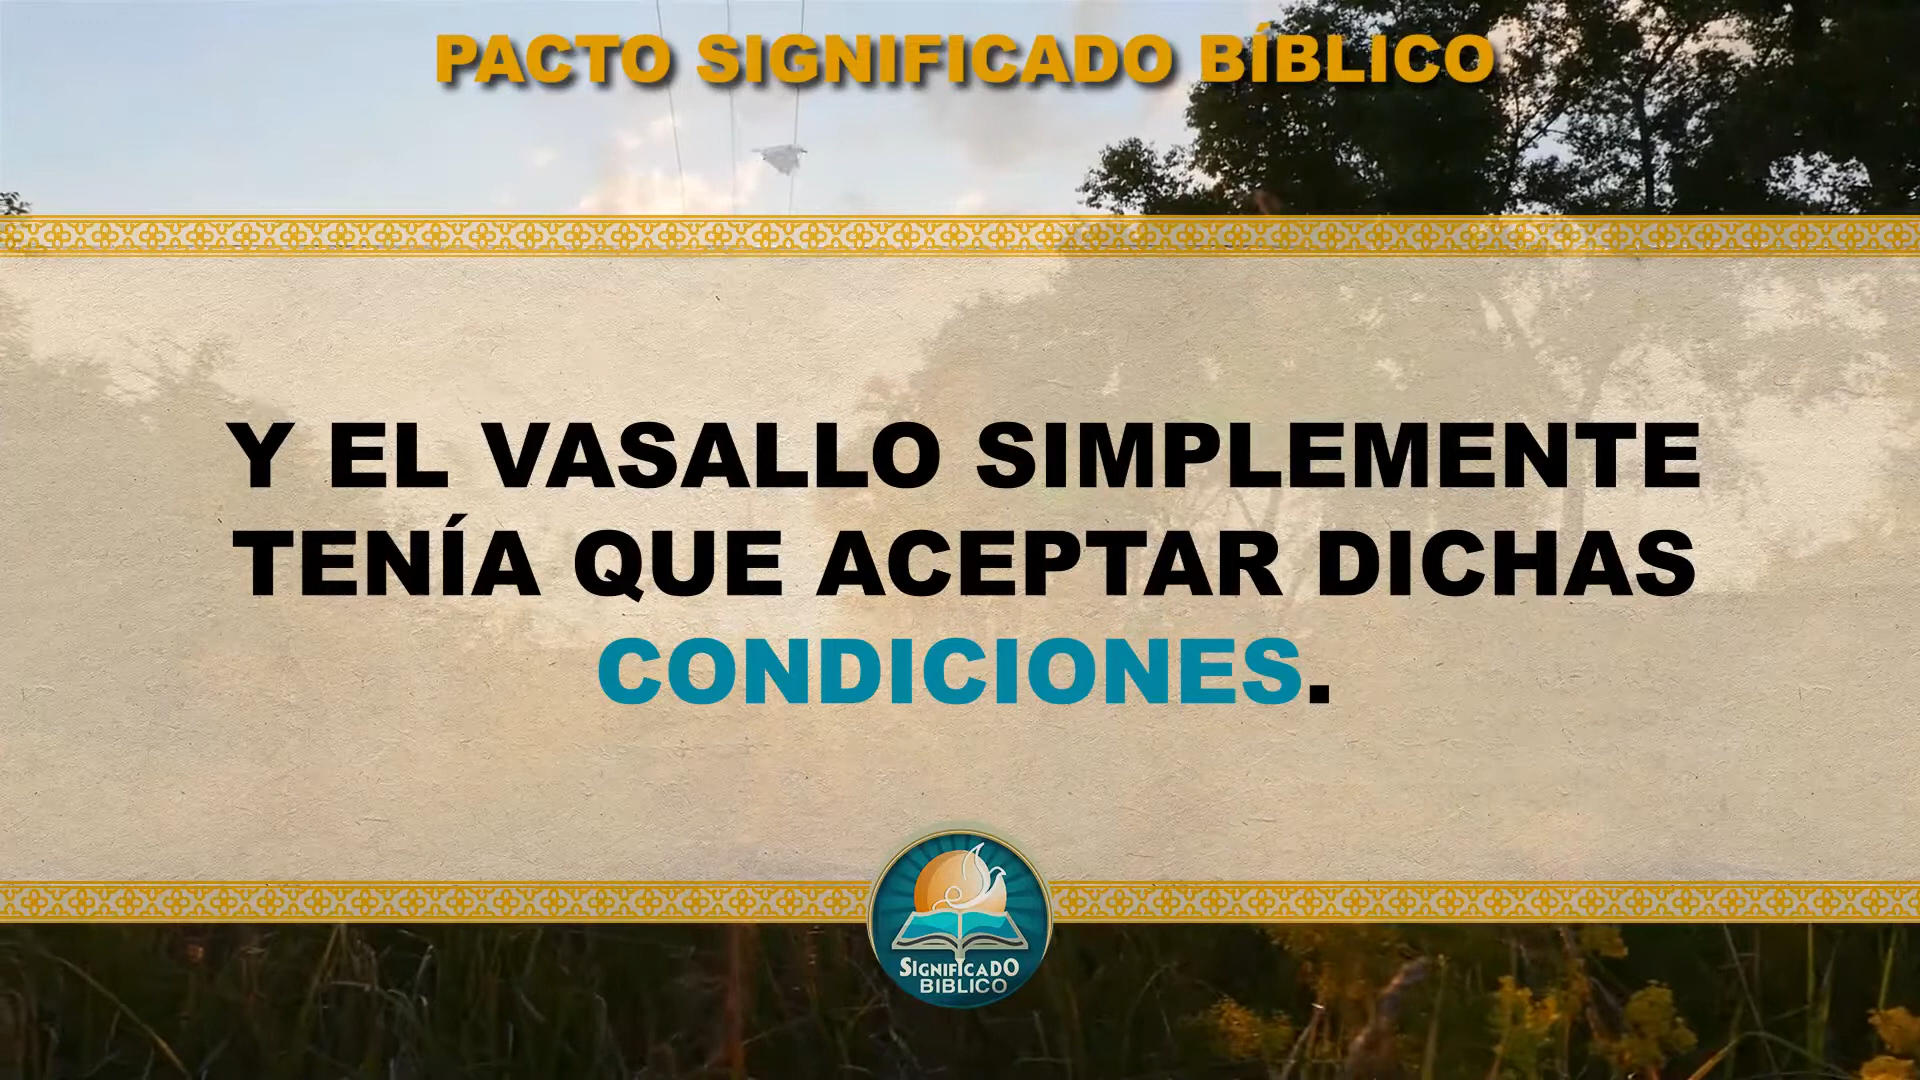 PACTO SIGNIFICADO BÍBLICO
Y EL VASALLO SIMPLEMENTE
TENÍA QUE ACEPTAR DICHAS
CONDICIONES.
SIGNIFICADO
BIBLICO